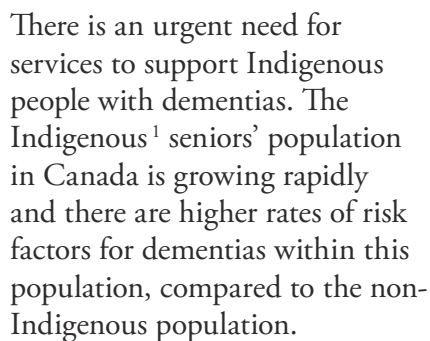 There is an urgent need for
services to support Indigenous
people with dementias. The
Indigenous¹ seniors’ population
in Canada is growing rapidly
and there are higher rates of risk
factors for dementias within this
population, compared to the non-
Indigenous population.